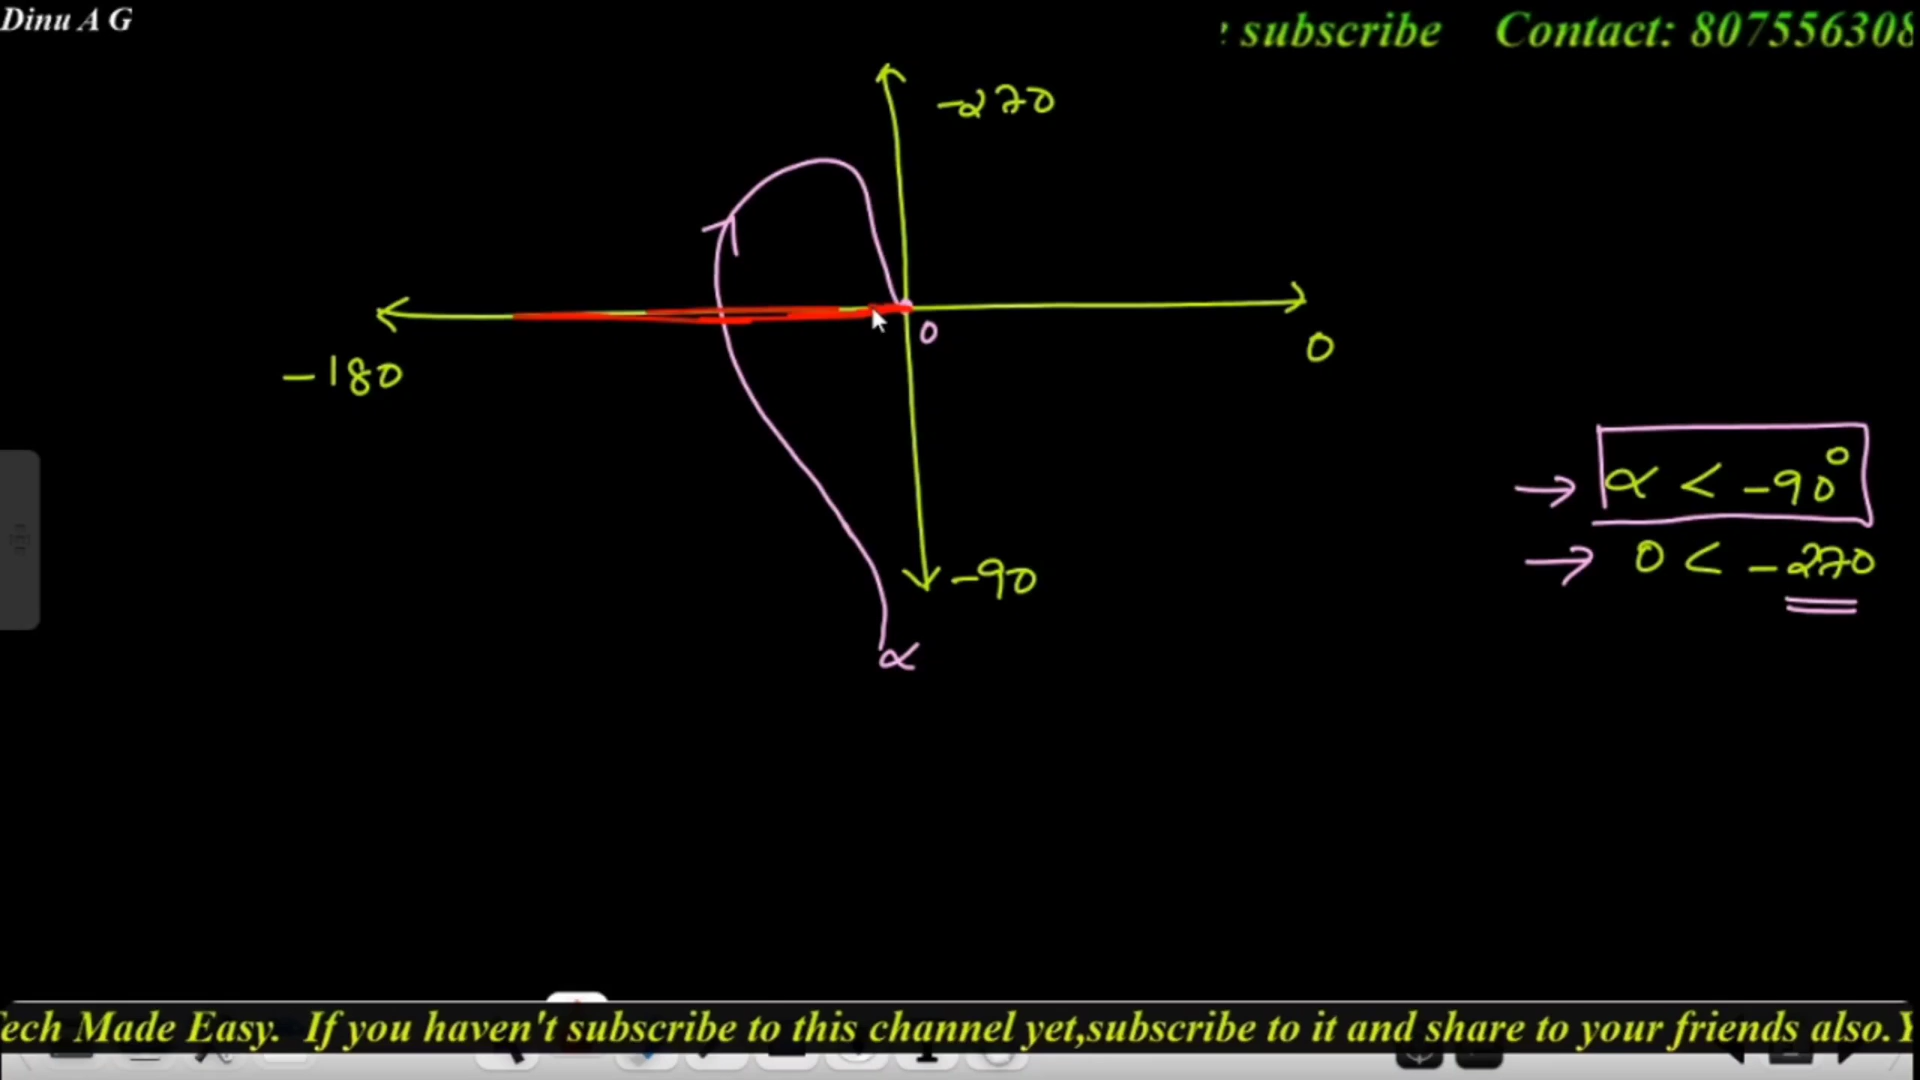 Dinu A G
subscribe Contact: 807556308
-270
0
-180
0
-90
α
→ α < -90°
→ 0 < -270
Tech Made Easy. If you haven't subscribe to this channel yet,subscribe to it and share to your friends also. Y